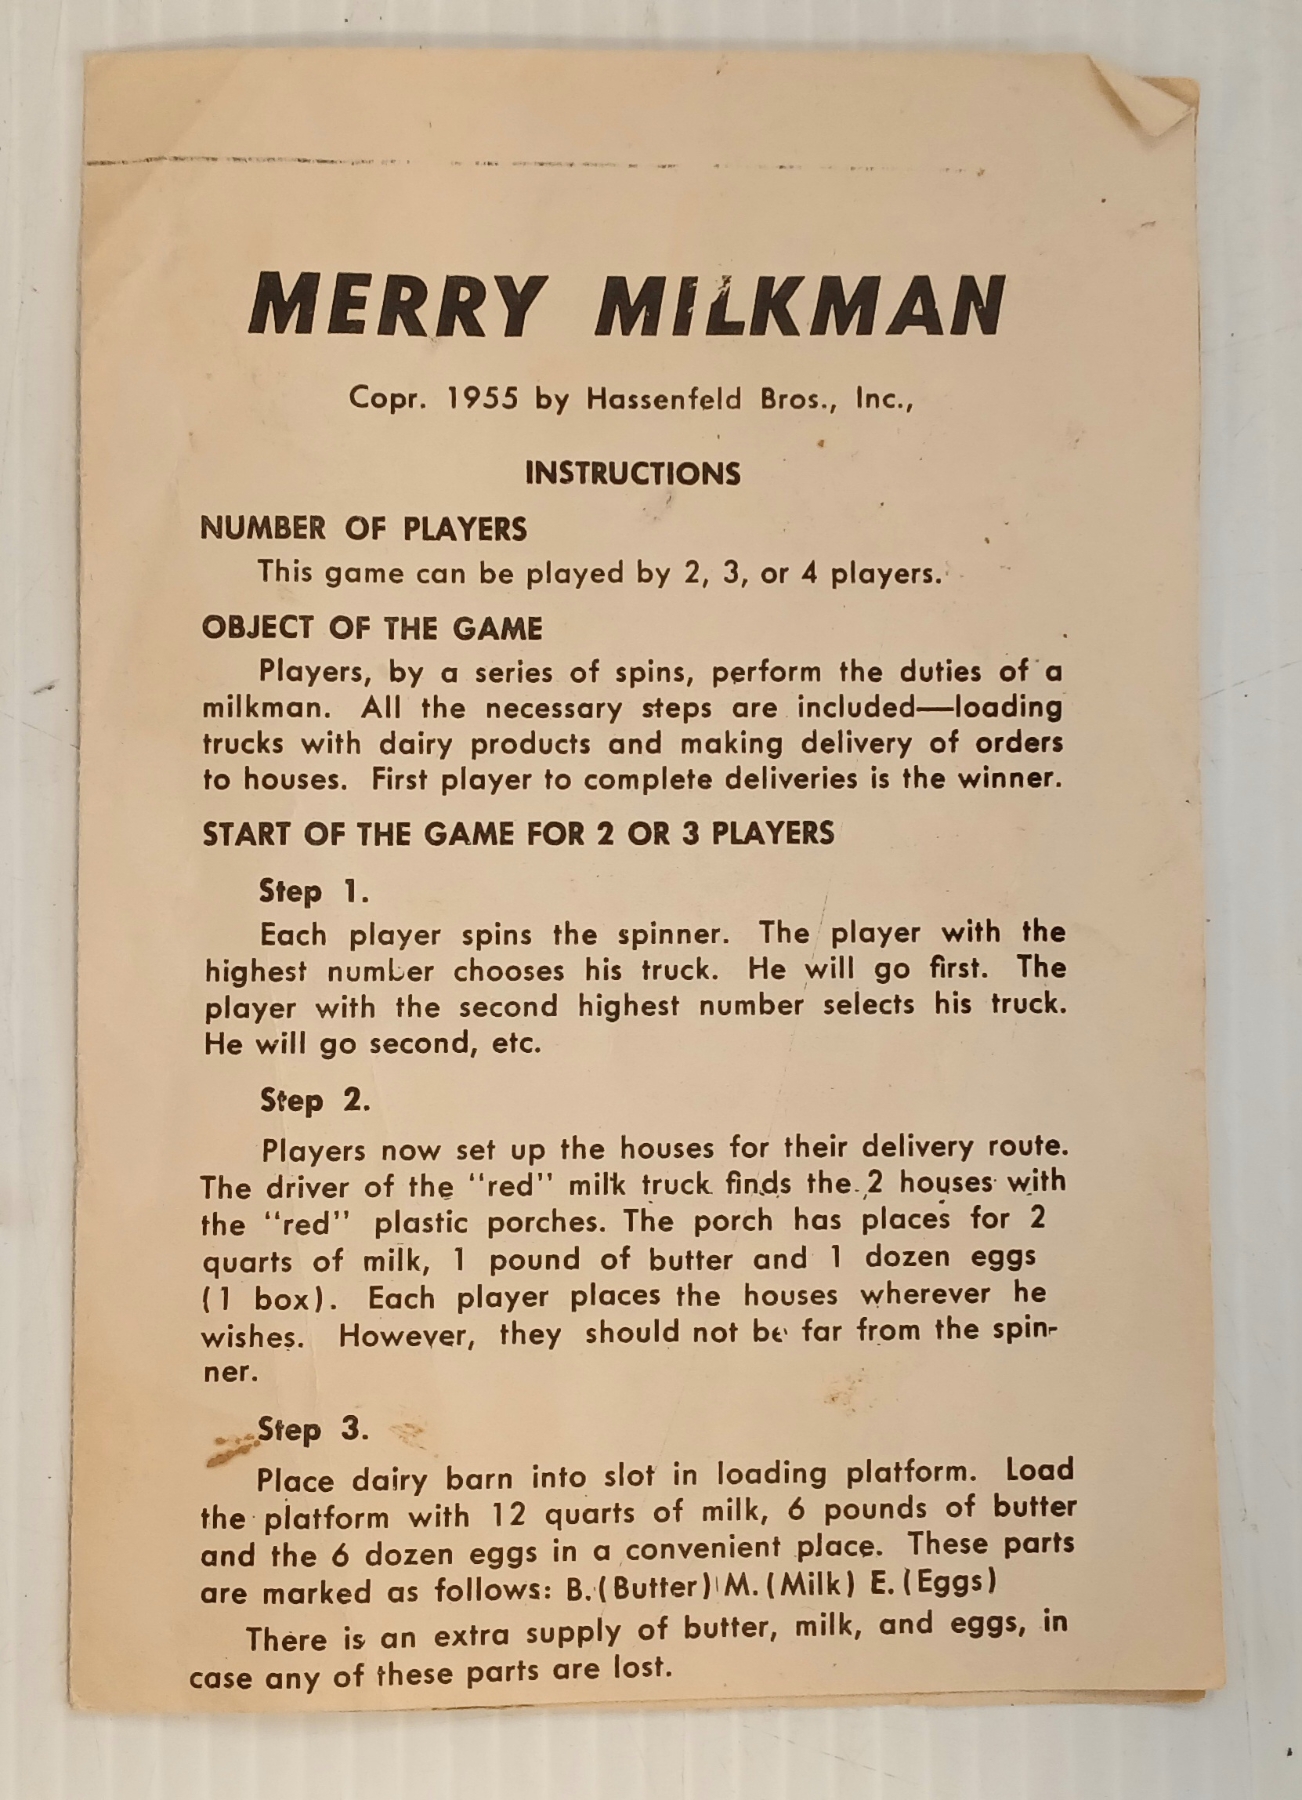 MERRY MILKMAN
Copr. 1955 by Hassenfeld Bros., Inc.,
INSTRUCTIONS
NUMBER OF PLAYERS
This game can be played by 2, 3, or 4 players.
OBJECT OF THE GAME
Players, by a series of spins, perform the duties of a
milkman. All the necessary steps are included—loading
trucks with dairy products and making delivery of orders
to houses. First player to complete deliveries is the winner.
START OF THE GAME FOR 2 OR 3 PLAYERS
Step 1.
Each player spins the spinner. The player with the
highest number chooses his truck. He will go first. The
player with the second highest number selects his truck.
He will go second, etc.
Step 2.
Players now set up the houses for their delivery route.
The driver of the "red" milk truck finds the 2 houses with
the "red" plastic porches. The porch has places for 2
quarts of milk, 1 pound of butter and 1 dozen eggs
(1 box). Each player places the houses wherever he
wishes. However, they should not be far from the spin-
ner.
Step 3.
Place dairy barn into slot in loading platform. Load
the platform with 12 quarts of milk, 6 pounds of butter
and the 6 dozen eggs in a convenient place. These parts
are marked as follows: B. (Butter) M. (Milk) E. (Eggs)
There is an extra supply of butter, milk, and eggs, in
case any of these parts are lost.